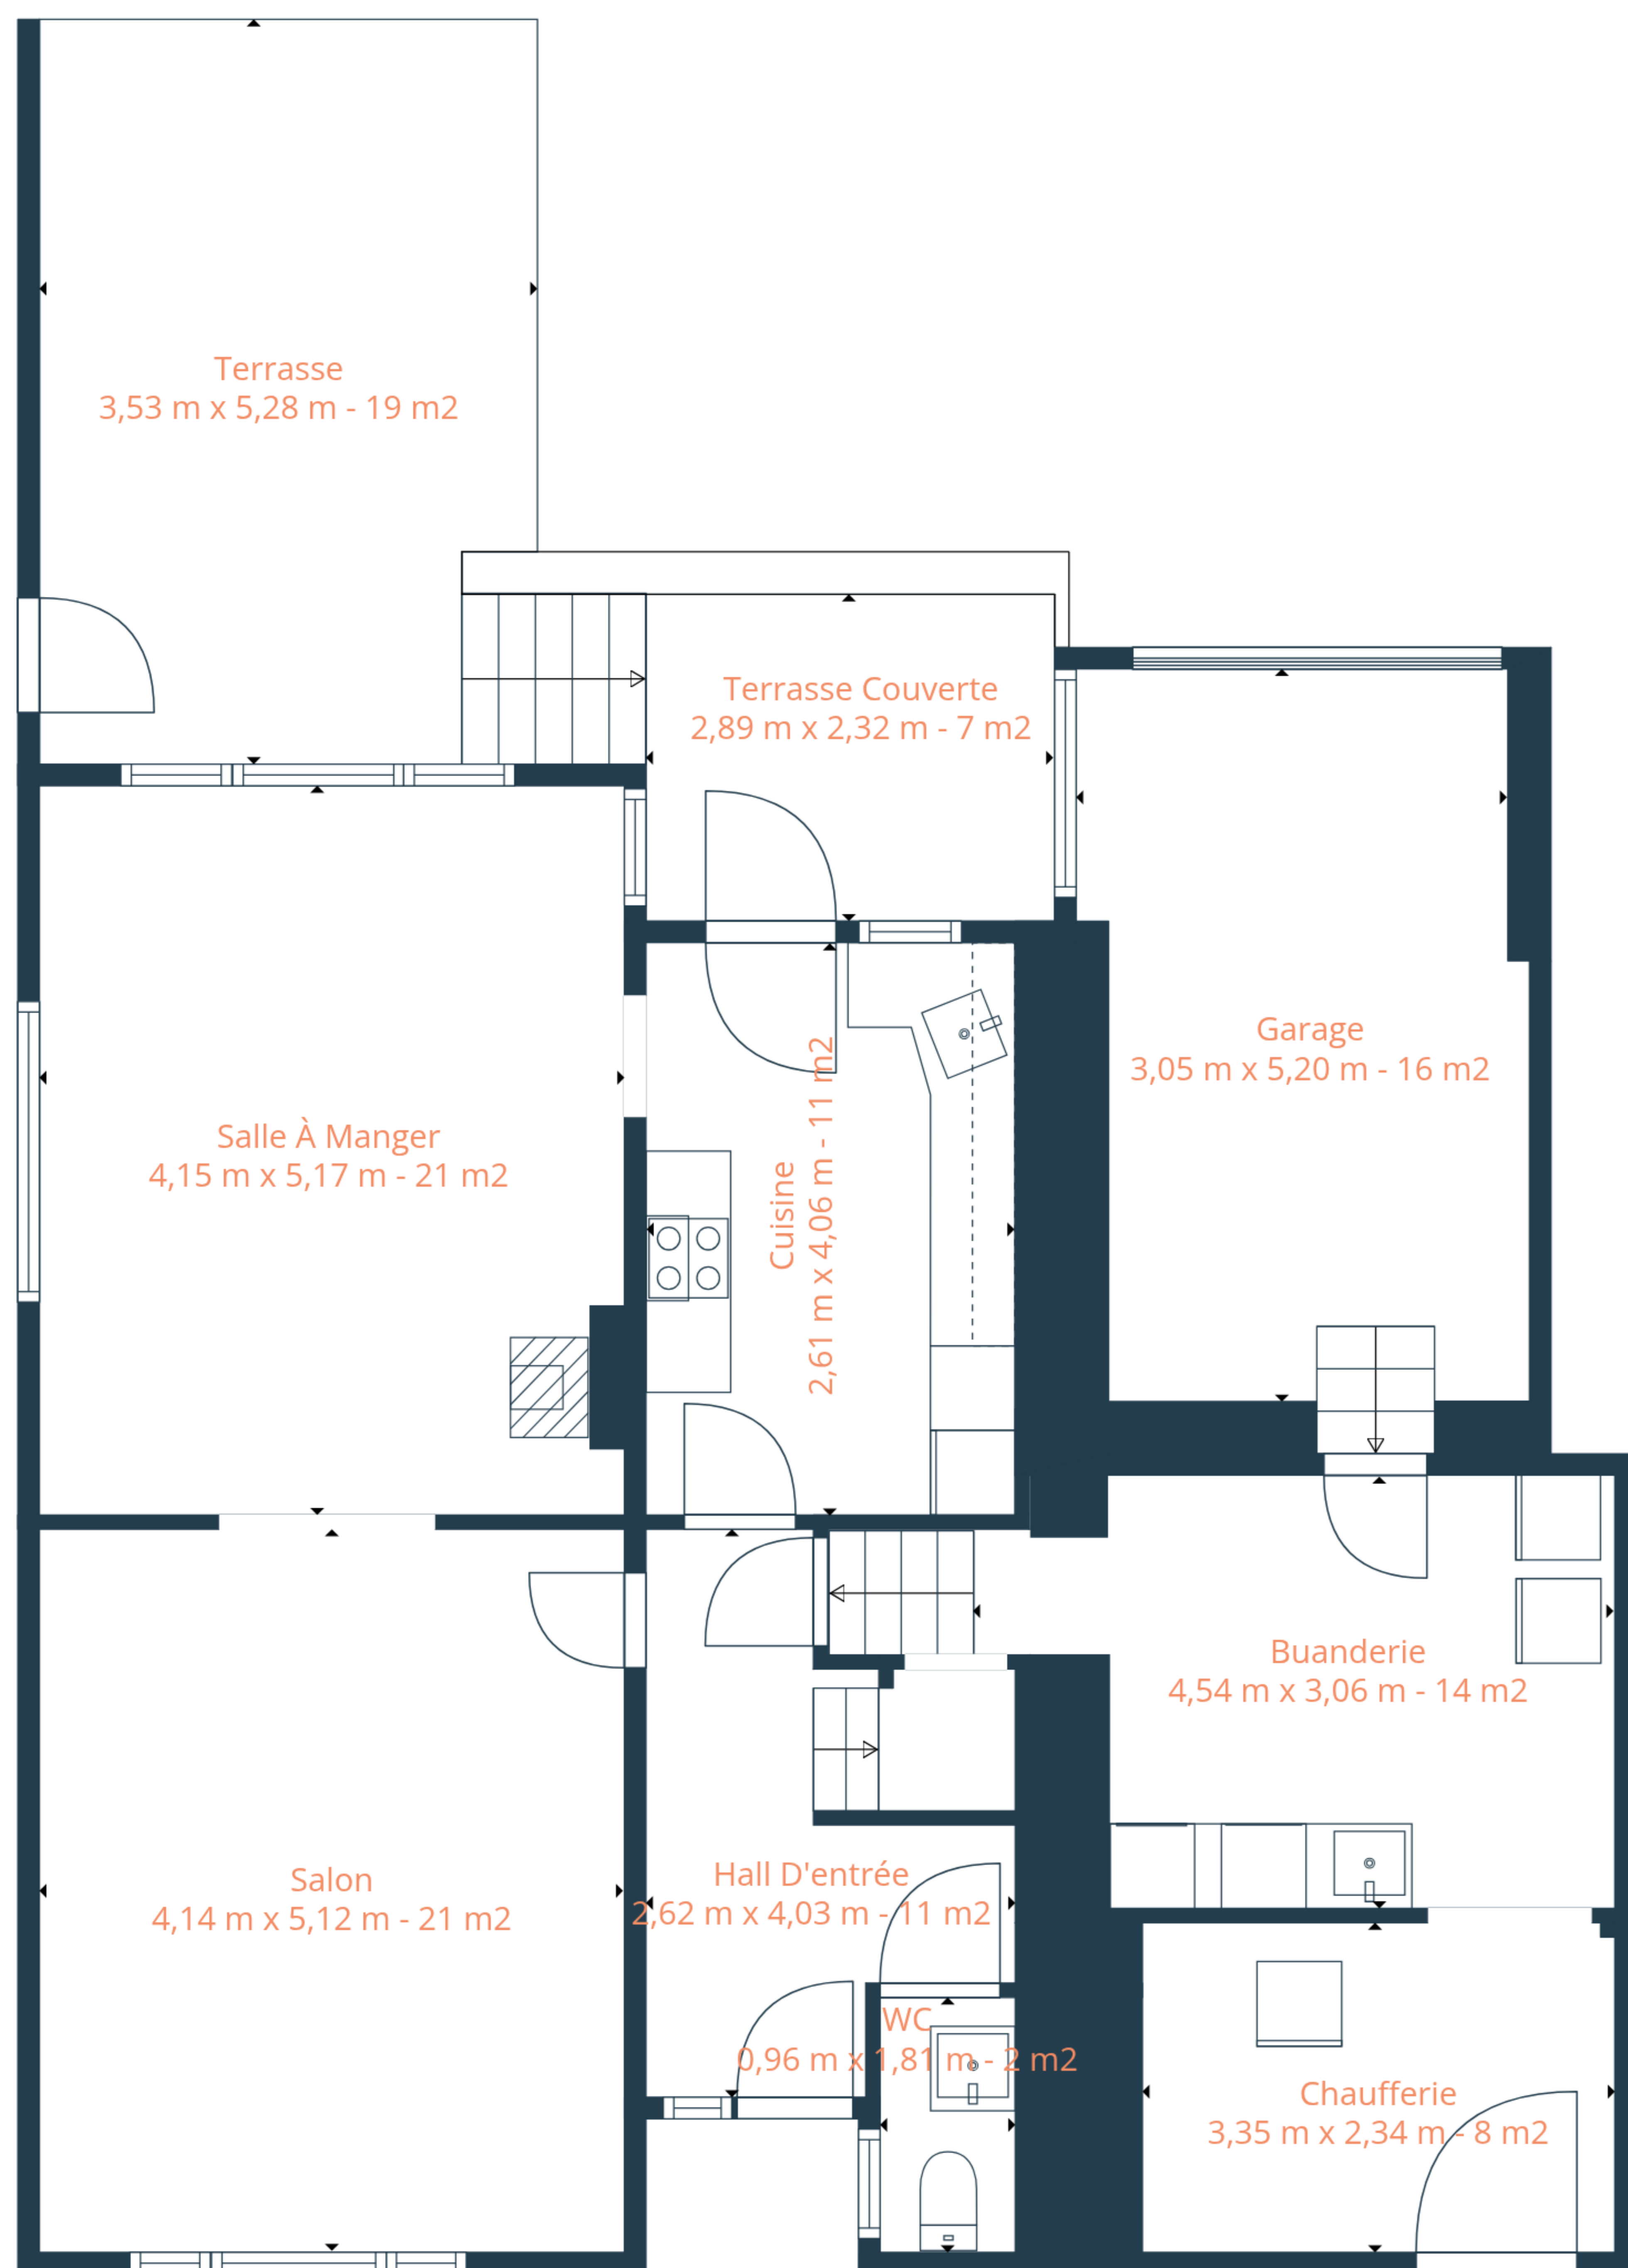 Terrasse
3,53 m x 5,28 m - 19 m2
Terrasse Couverte
2,89 m x 2,32 m - 7 m2
Garage
3,05 m x 5,20 m - 16 m2
Salle À Manger
4,15 m x 5,17 m - 21 m2
Cuisine
2,61 m x 4,06 m - 11 m2
Buanderie
4,54 m x 3,06 m - 14 m2
Salon
4,14 m x 5,12 m - 21 m2
Hall D'entrée
2,62 m x 4,03 m - 11 m2
WC
0,96 m x 1,81 m - 2 m2
Chaufferie
3,35 m x 2,34 m - 8 m2